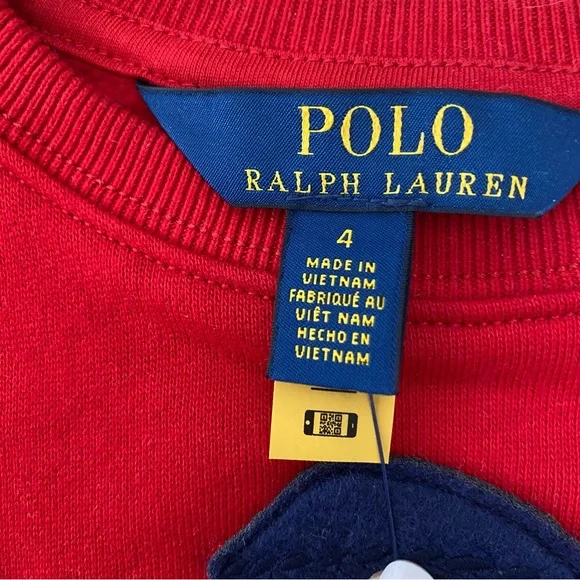 POLO
RALPH LAUREN
4
MADE IN
VIETNAM
FABRIQUÉ AU
VIÊT NAM
HECHO EN
VIETNAM